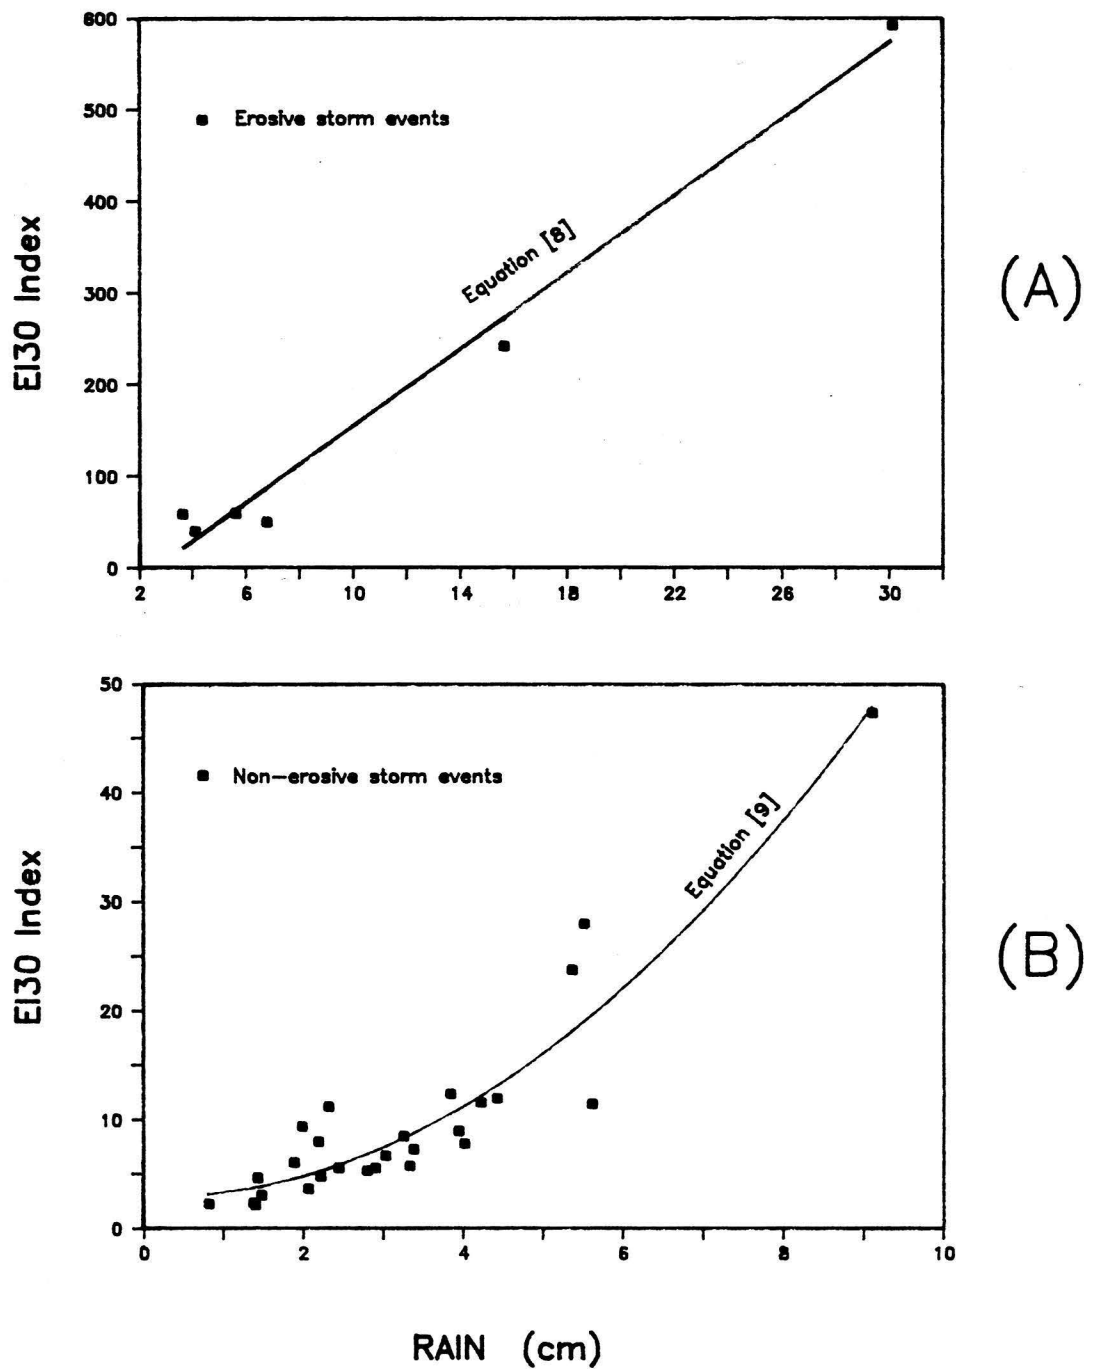 600
500
400
300
200
100
0
EI30 Index
Erosive storm events
Equation [8]
(A)
2 6 10 14 18 22 26 30
50
40
30
20
10
0
EI30 Index
Non-erosive storm events
Equation [9]
(B)
0 2 4 6 8 10
RAIN (cm)